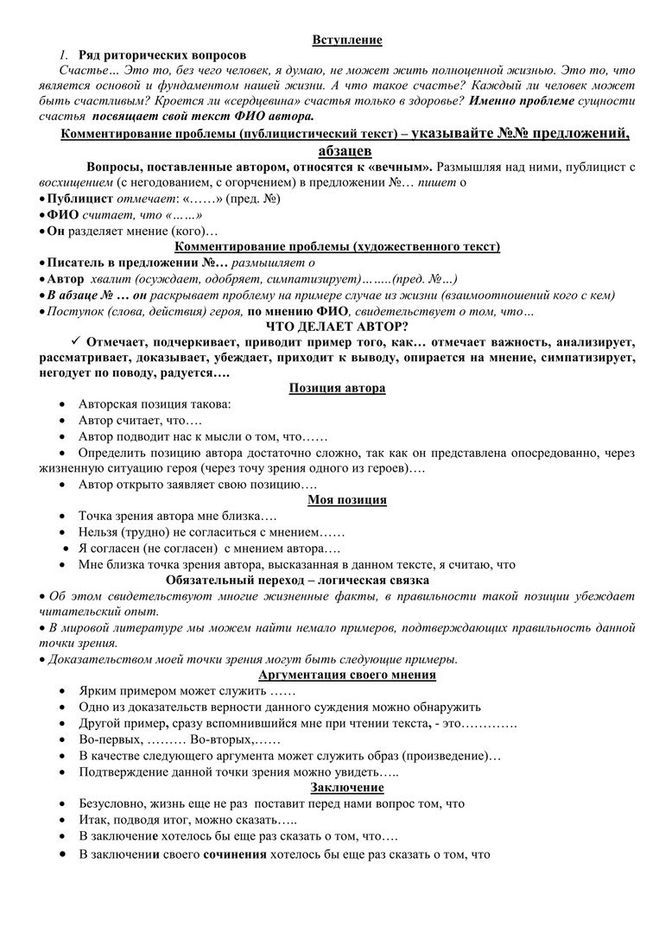 Вступление
1. Ряд риторических вопросов
Счастье… Это то, без чего человек, я думаю, не может жить полноценной жизнью. Это то, что
является основой и фундаментом нашей жизни. А что такое счастье? Каждый ли человек может
быть счастливым? Кроется ли «сердцевина» счастья только в здоровье? Именно проблеме сущности
счастья посвящает свой текст ФИО автора.
Комментирование проблемы (публицистический текст) – указывайте №№ предложений,
абзацев
Вопросы, поставленные автором, относятся к «вечным». Размышляя над ними, публицист с
восхищением (с негодованием, с огорчением) в предложении №… пишет о
• Публицист отмечает: «……» (пред. №)
• ФИО считает, что «……»
• Он разделяет мнение (кого)…
Комментирование проблемы (художественного текст)
• Писатель в предложении №… размышляет о
• Автор хвалит (осуждает, одобряет, симпатизирует)……..(пред. №…)
• В абзаце № … он раскрывает проблему на примере случае из жизни (взаимоотношений кого с кем)
• Поступок (слова, действия) героя, по мнению ФИО, свидетельствует о том, что…
ЧТО ДЕЛАЕТ АВТОР?
✓ Отмечает, подчеркивает, приводит пример того, как… отмечает важность, анализирует,
рассматривает, доказывает, убеждает, приходит к выводу, опирается на мнение, симпатизирует,
негодует по поводу, радуется….
Позиция автора
• Авторская позиция такова:
• Автор считает, что….
• Автор подводит нас к мысли о том, что……
• Определить позицию автора достаточно сложно, так как он представлена опосредованно, через
жизненную ситуацию героя (через точу зрения одного из героев)….
• Автор открыто заявляет свою позицию….
Моя позиция
• Точка зрения автора мне близка….
• Нельзя (трудно) не согласиться с мнением……
• Я согласен (не согласен) с мнением автора….
• Мне близка точка зрения автора, высказанная в данном тексте, я считаю, что
Обязательный переход – логическая связка
• Об этом свидетельствуют многие жизненные факты, в правильности такой позиции убеждает
читательский опыт.
• В мировой литературе мы можем найти немало примеров, подтверждающих правильность данной
точки зрения.
• Доказательством моей точки зрения могут быть следующие примеры.
Аргументация своего мнения
• Ярким примером может служить ……
• Одно из доказательств верности данного суждения можно обнаружить
• Другой пример, сразу вспомнившийся мне при чтении текста, - это………….
• Во-первых, ……… Во-вторых,……
• В качестве следующего аргумента может служить образ (произведение)…
• Подтверждение данной точки зрения можно увидеть…..
Заключение
• Безусловно, жизнь еще не раз поставит перед нами вопрос том, что
• Итак, подводя итог, можно сказать…..
• В заключение хотелось бы еще раз сказать о том, что….
• В заключении своего сочинения хотелось бы еще раз сказать о том, что